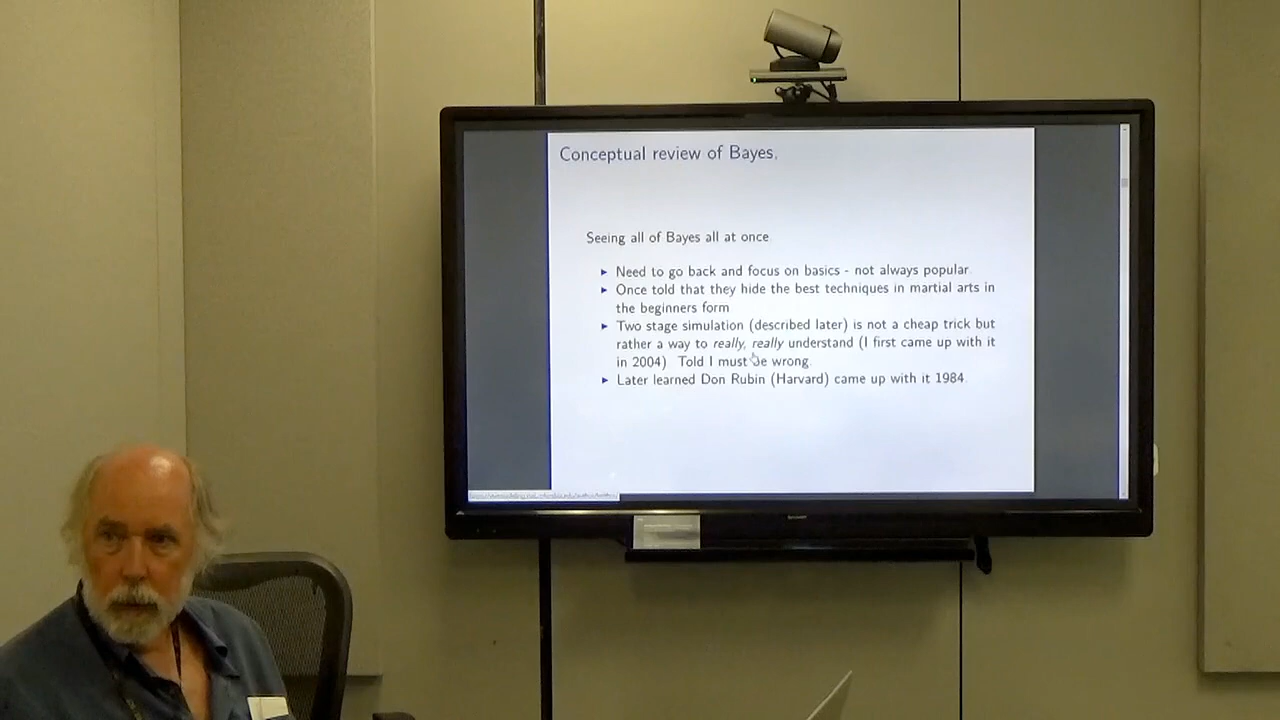 Conceptual review of Bayes.
Seeing all of Bayes all at once.
▸ Need to go back and focus on basics - not always popular.
▸ Once told that they hide the best techniques in martial arts in
the beginners form
▸ Two stage simulation (described later) is not a cheap trick but
rather a way to really, really understand (I first came up with it
in 2004) Told I must be wrong.
▸ Later learned Don Rubin (Harvard) came up with it 1984.
SHARP